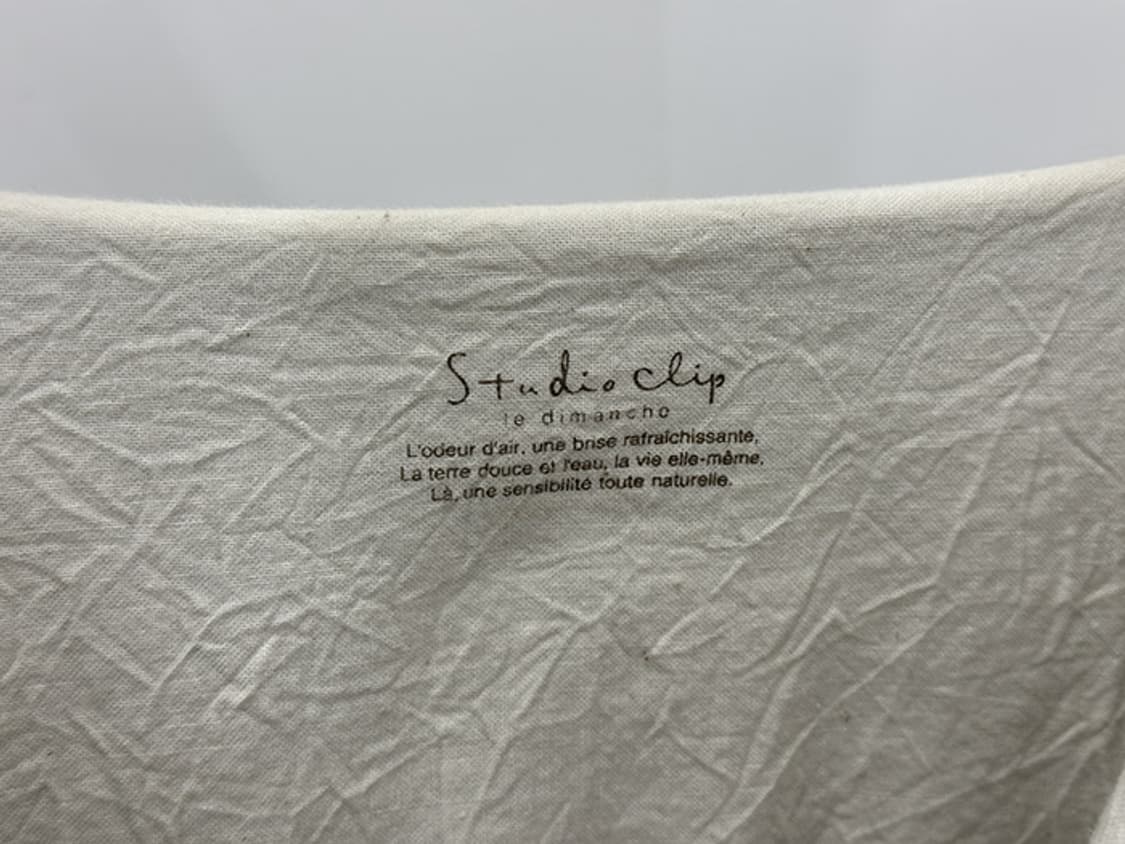 Studio clip
le dimanche
L'odeur d'air, une brise rafraîchissante,
La terre douce et l'eau, la vie elle-même,
Là, une sensibilité toute naturelle.